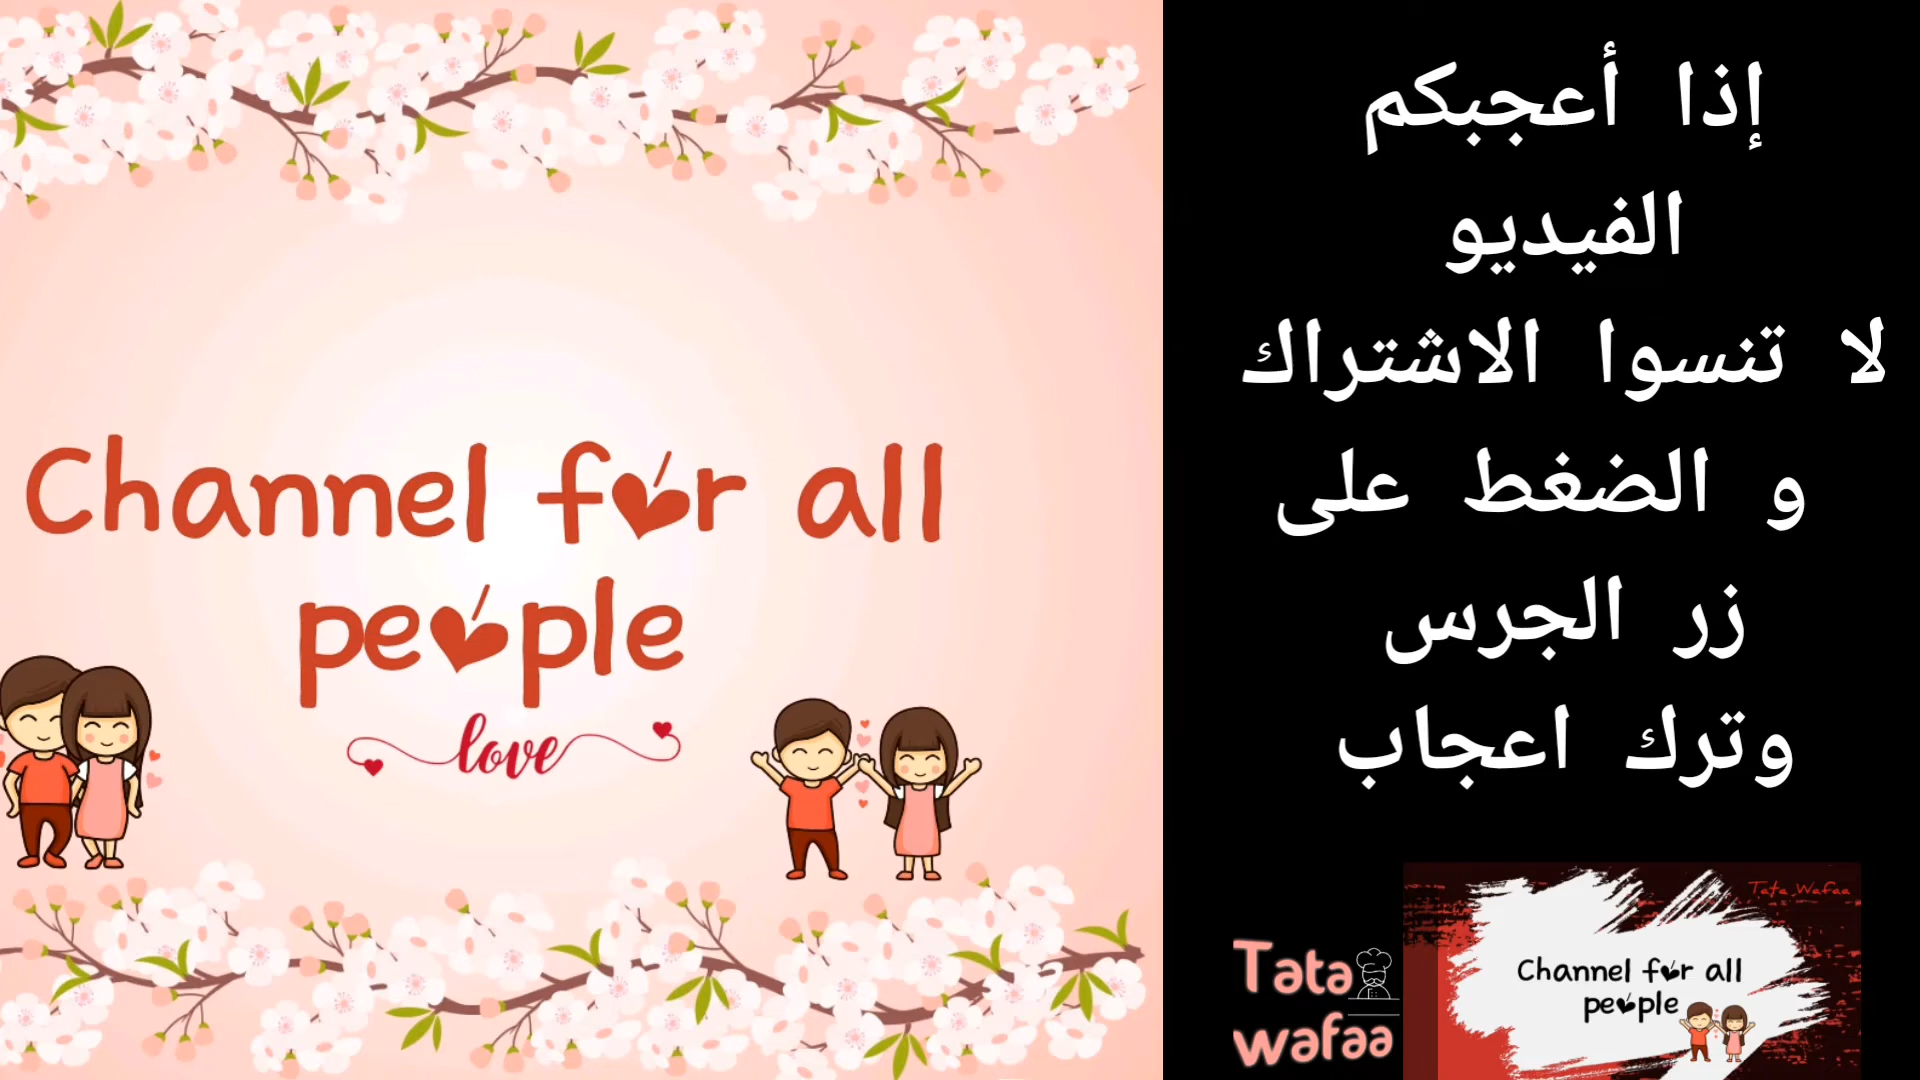 Channel for all
people
love
إذا أعجبكم
الفيديو
لا تنسوا الاشتراك
و الضغط على
زر الجرس
وترك اعجاب
Tata
wafaa
Tata Wafaa
Channel for all
people